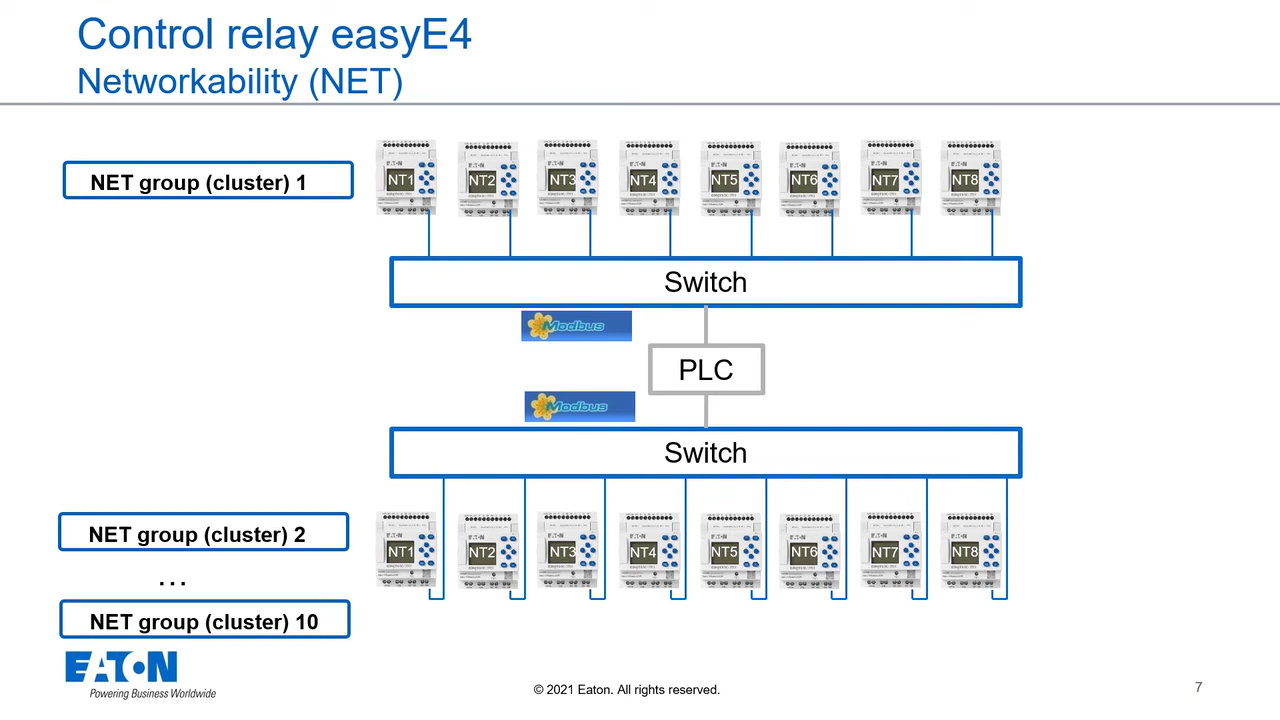 Control relay easyE4
Networkability (NET)
NET group (cluster) 1
NT1 NT2 NT3 NT4 NT5 NT6 NT7 NT8
Switch
Modbus
PLC
Modbus
Switch
NET group (cluster) 2
NT1 NT2 NT3 NT4 NT5 NT6 NT7 NT8
...
NET group (cluster) 10
EATON
Powering Business Worldwide
© 2021 Eaton. All rights reserved.
7